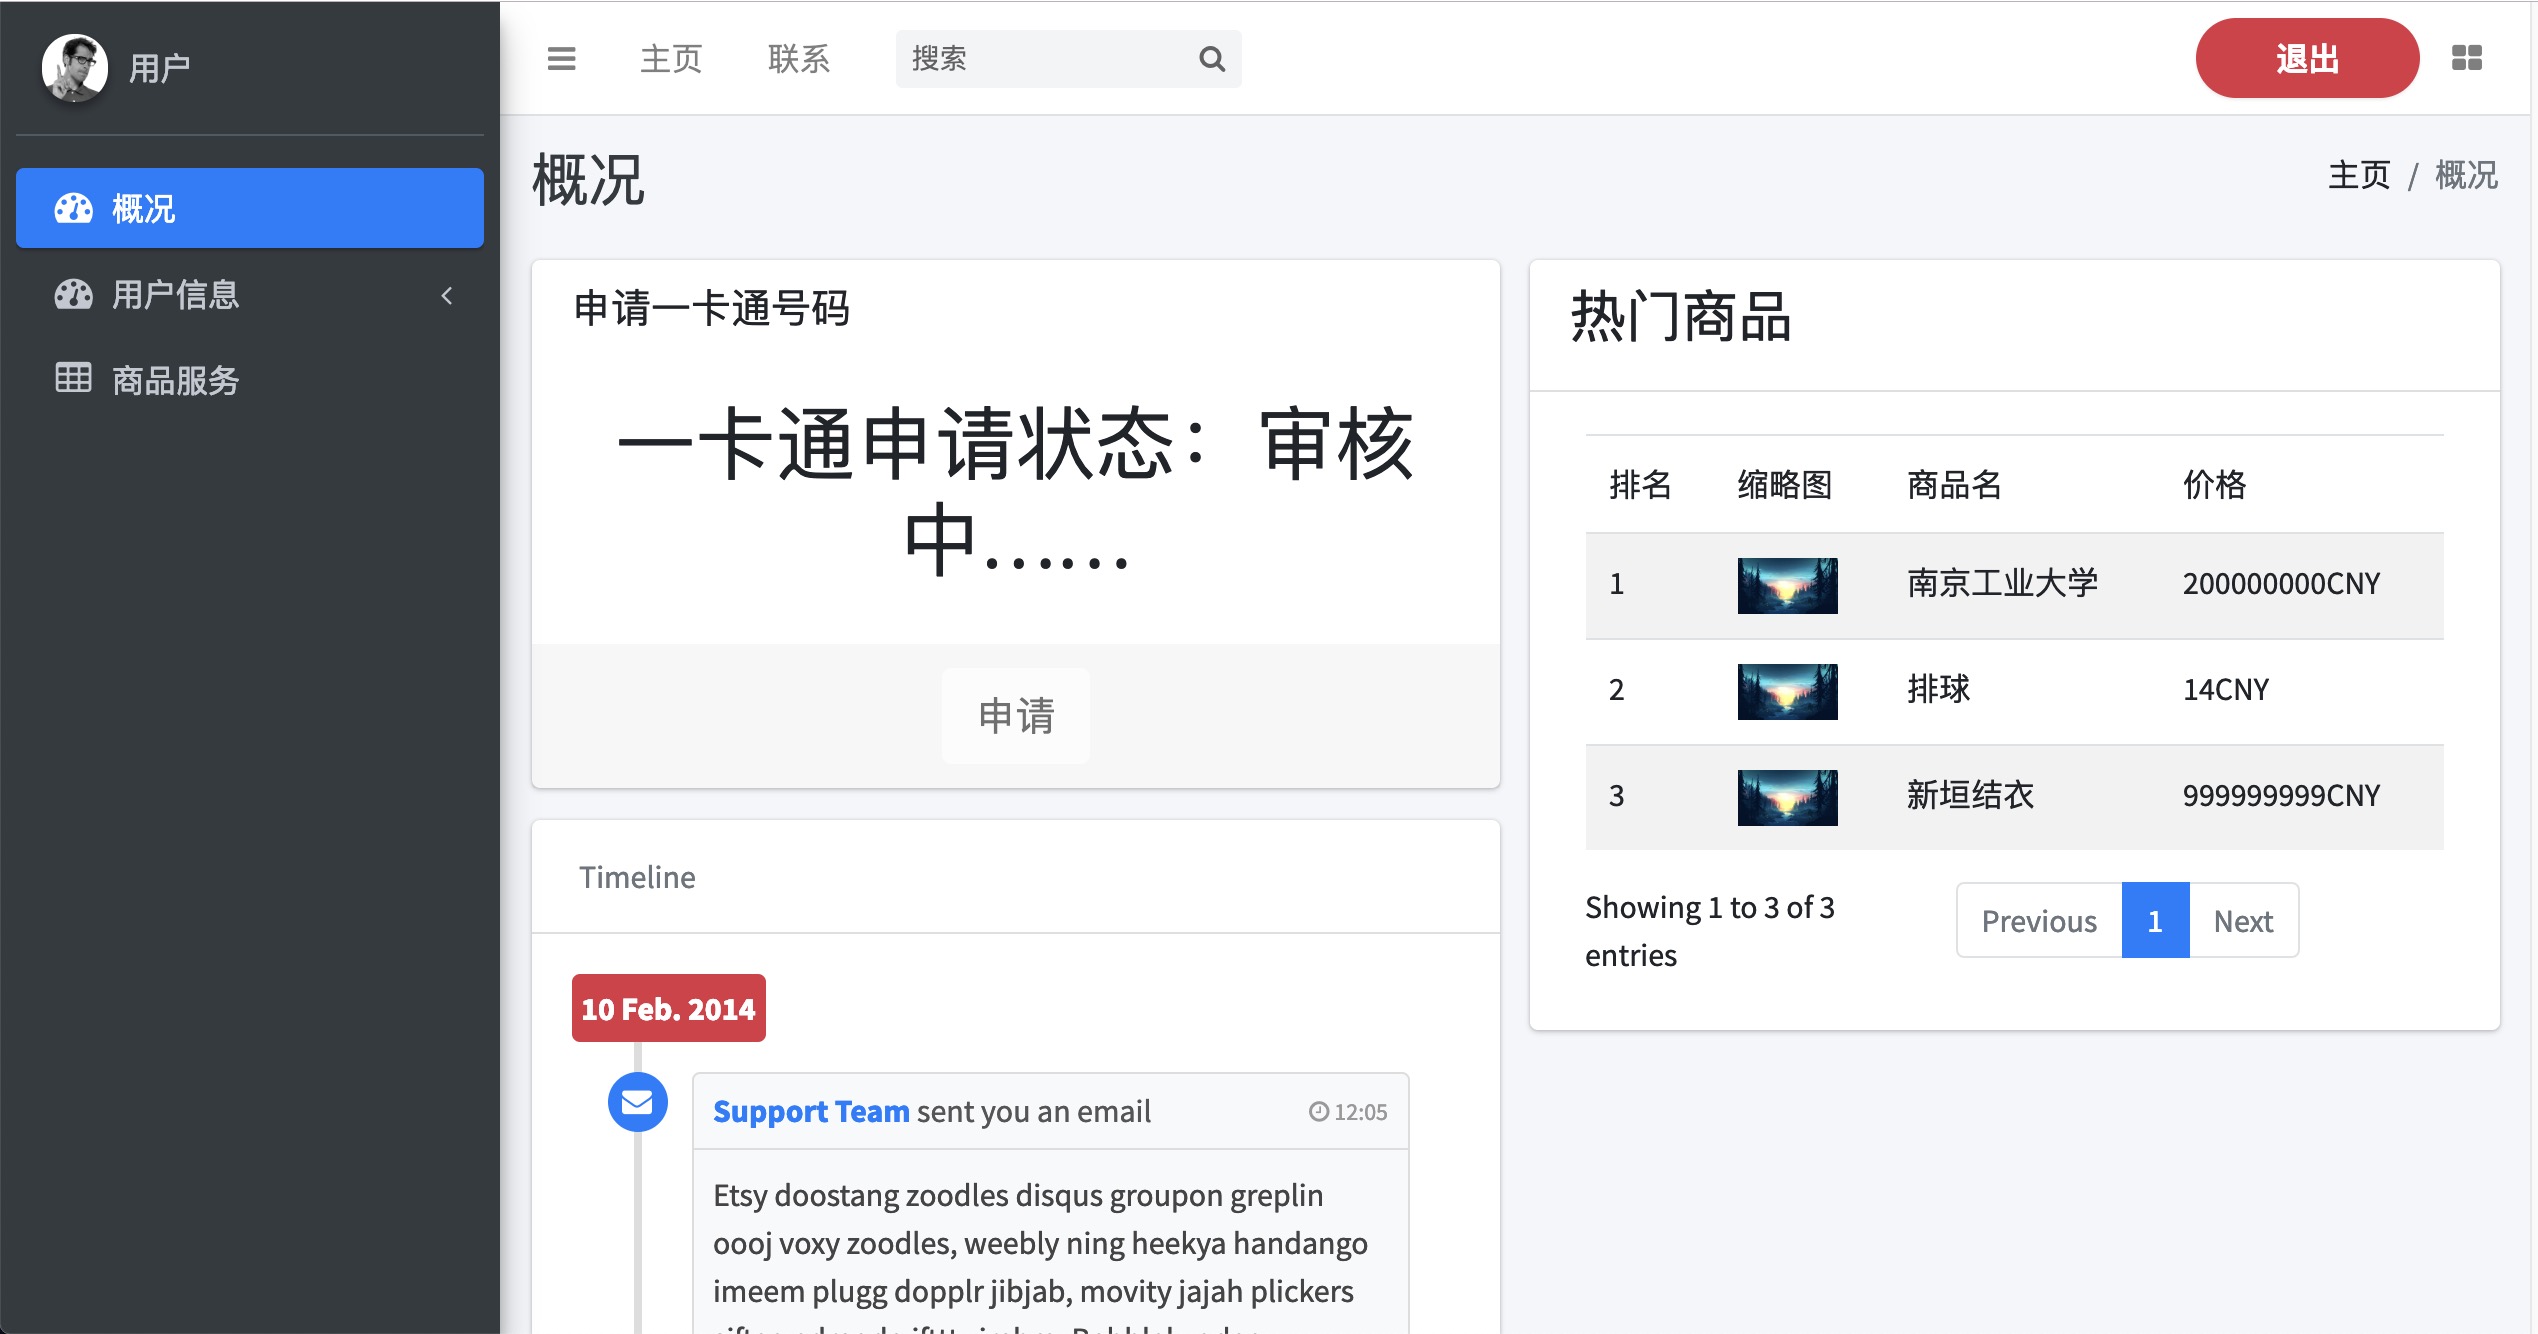 用户
概况
用户信息
商品服务
主页 联系 搜索 退出
概况
主页 / 概况
申请一卡通号码
一卡通申请状态：审核
中……
申请
Timeline
10 Feb. 2014
Support Team sent you an email 12:05
Etsy doostang zoodles disqus groupon greplin
oooj voxy zoodles, weebly ning heekya handango
imeem plugg dopplr jibjab, movity jajah plickers
热门商品
排名 缩略图 商品名 价格
1 南京工业大学 200000000CNY
2 排球 14CNY
3 新垣结衣 999999999CNY
Showing 1 to 3 of 3
entries
Previous 1 Next